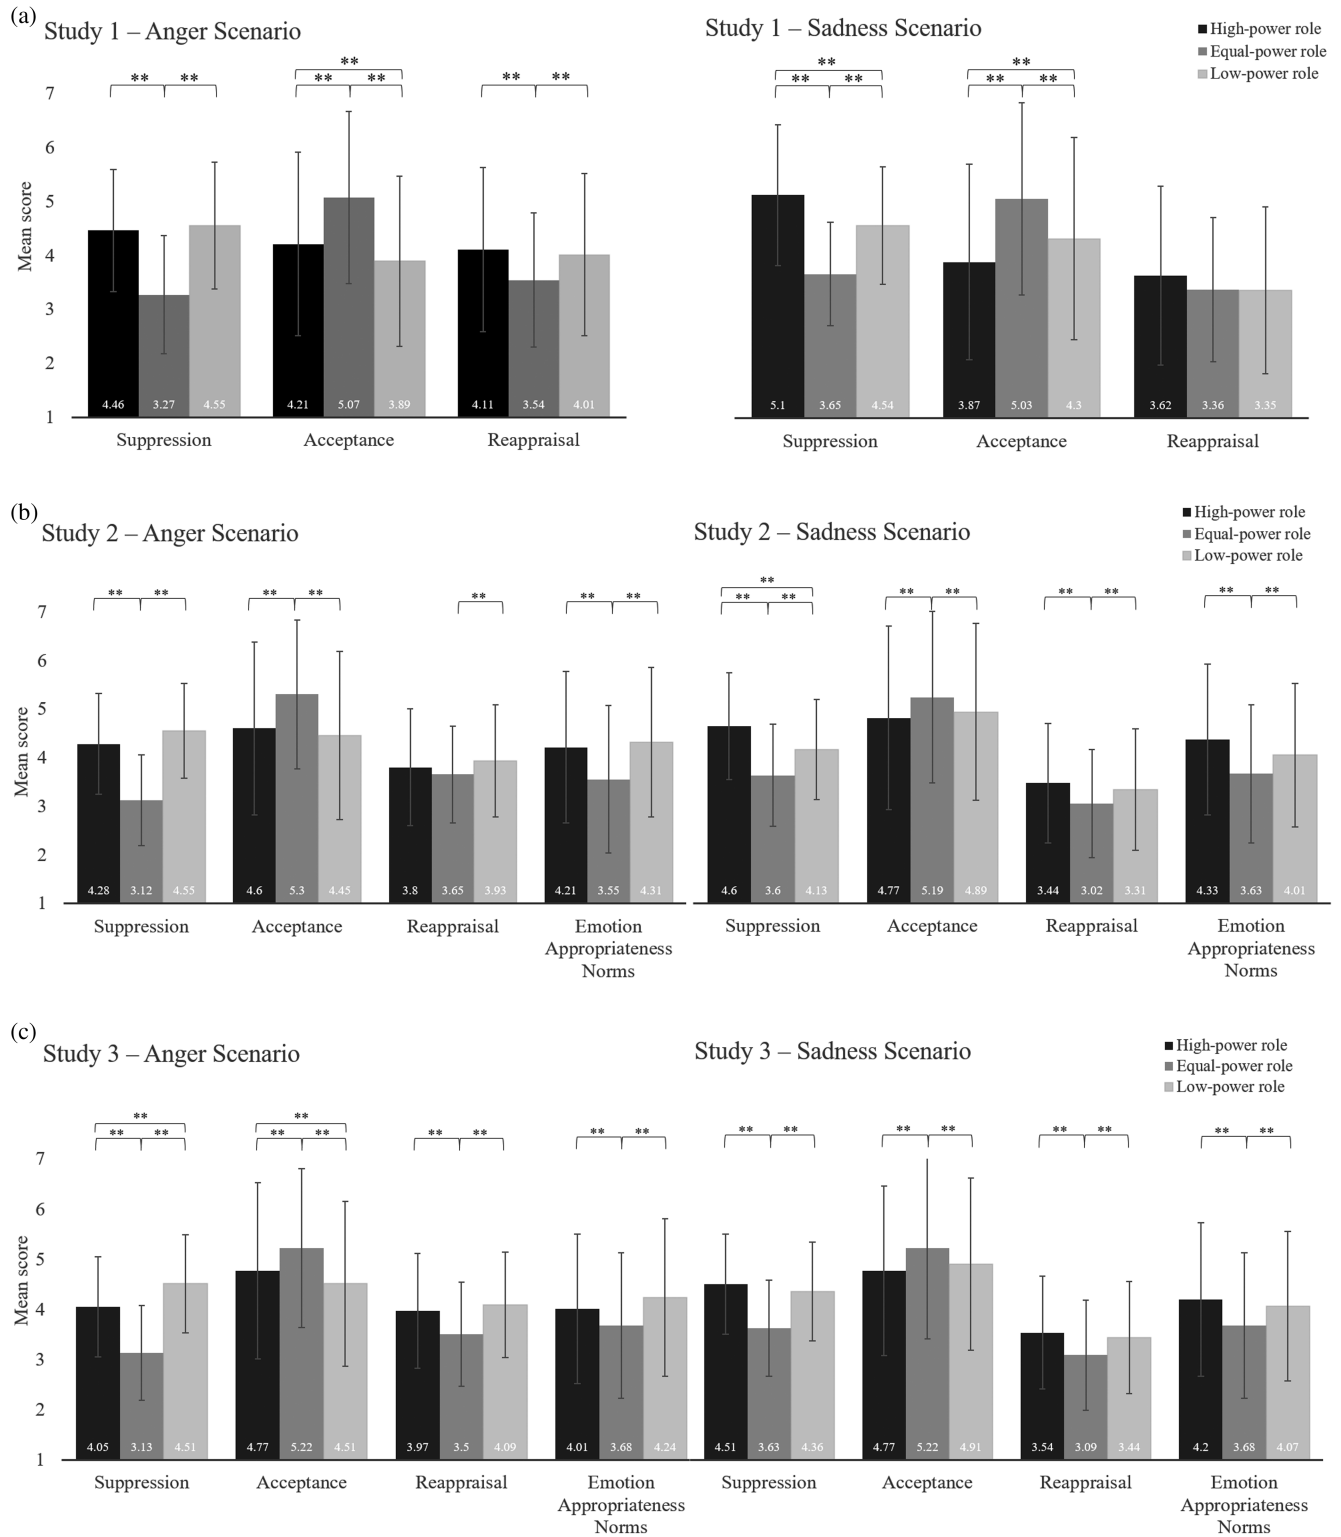 (a)
Study 1 – Anger Scenario
Study 1 – Sadness Scenario
High-power role
Equal-power role
Low-power role
** ** ** ** ** ** **
** ** ** ** ** **
Mean score
7
6
5
4
3
2
1
4.46 3.27 4.55 4.21 5.07 3.89 4.11 3.54 4.01
5.1 3.65 4.54 3.87 5.03 4.3 3.62 3.36 3.35
Suppression Acceptance Reappraisal
Suppression Acceptance Reappraisal
(b)
Study 2 – Anger Scenario
Study 2 – Sadness Scenario
High-power role
Equal-power role
Low-power role
** ** ** ** ** ** **
** ** ** ** ** ** ** ** **
Mean score
7
6
5
4
3
2
1
4.28 3.12 4.55 4.6 5.3 4.45 3.8 3.65 3.93 4.21 3.55 4.31
4.6 3.6 4.13 4.77 5.19 4.89 3.44 3.02 3.31 4.33 3.63 4.01
Suppression Acceptance Reappraisal Emotion
Appropriateness
Norms
Suppression Acceptance Reappraisal Emotion
Appropriateness
Norms
(c)
Study 3 – Anger Scenario
Study 3 – Sadness Scenario
High-power role
Equal-power role
Low-power role
** ** ** ** ** ** ** ** ** **
** ** ** ** ** ** ** **
Mean score
7
6
5
4
3
2
1
4.05 3.13 4.51 4.77 5.22 4.51 3.97 3.5 4.09 4.01 3.68 4.24
4.51 3.63 4.36 4.77 5.22 4.91 3.54 3.09 3.44 4.2 3.68 4.07
Suppression Acceptance Reappraisal Emotion
Appropriateness
Norms
Suppression Acceptance Reappraisal Emotion
Appropriateness
Norms